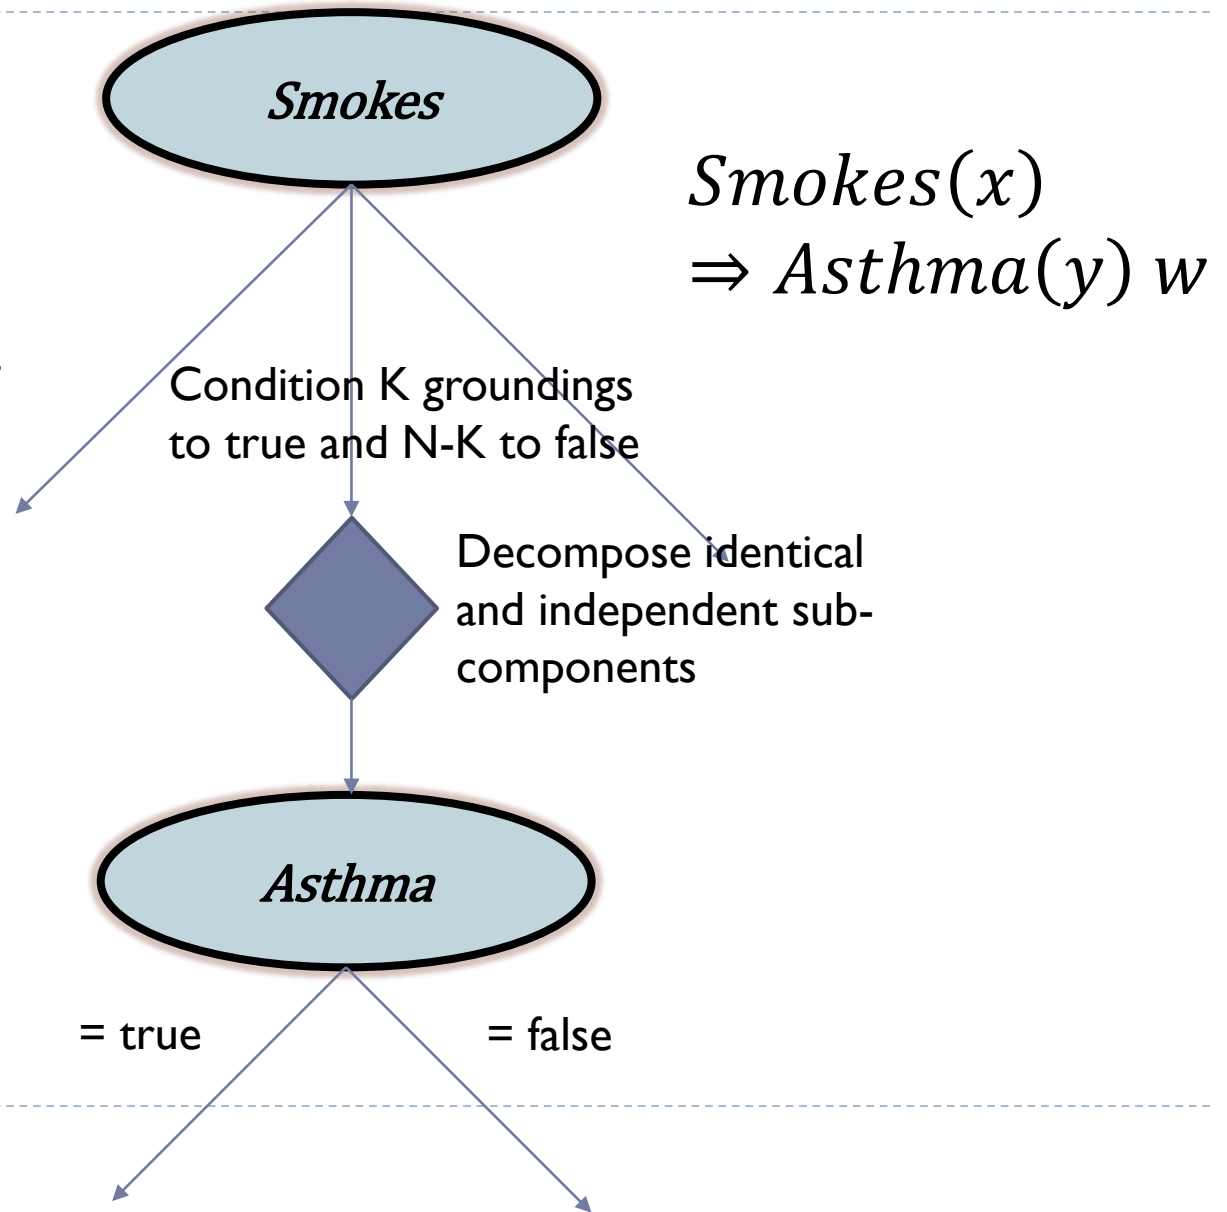 Smokes
Smokes(x)
⇒ Asthma(y) w
Condition K groundings
to true and N-K to false
Decompose identical
and independent sub-
components
Asthma
= true
= false